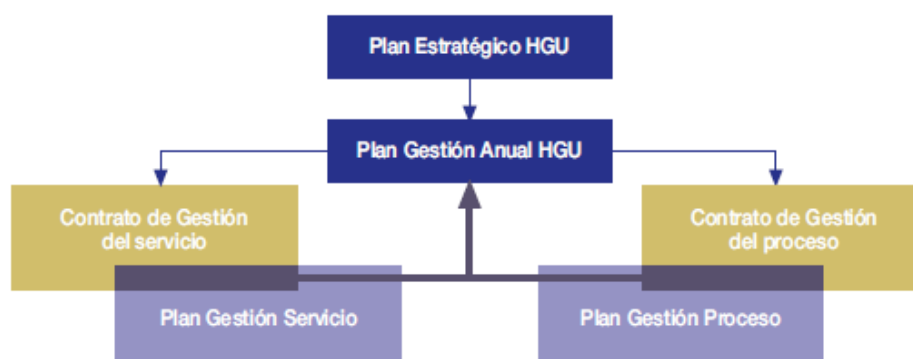 Plan Estratégico HGU
Plan Gestión Anual HGU
Contrato de Gestión
del servicio
Contrato de Gestión
del proceso
Plan Gestión Servicio
Plan Gestión Proceso